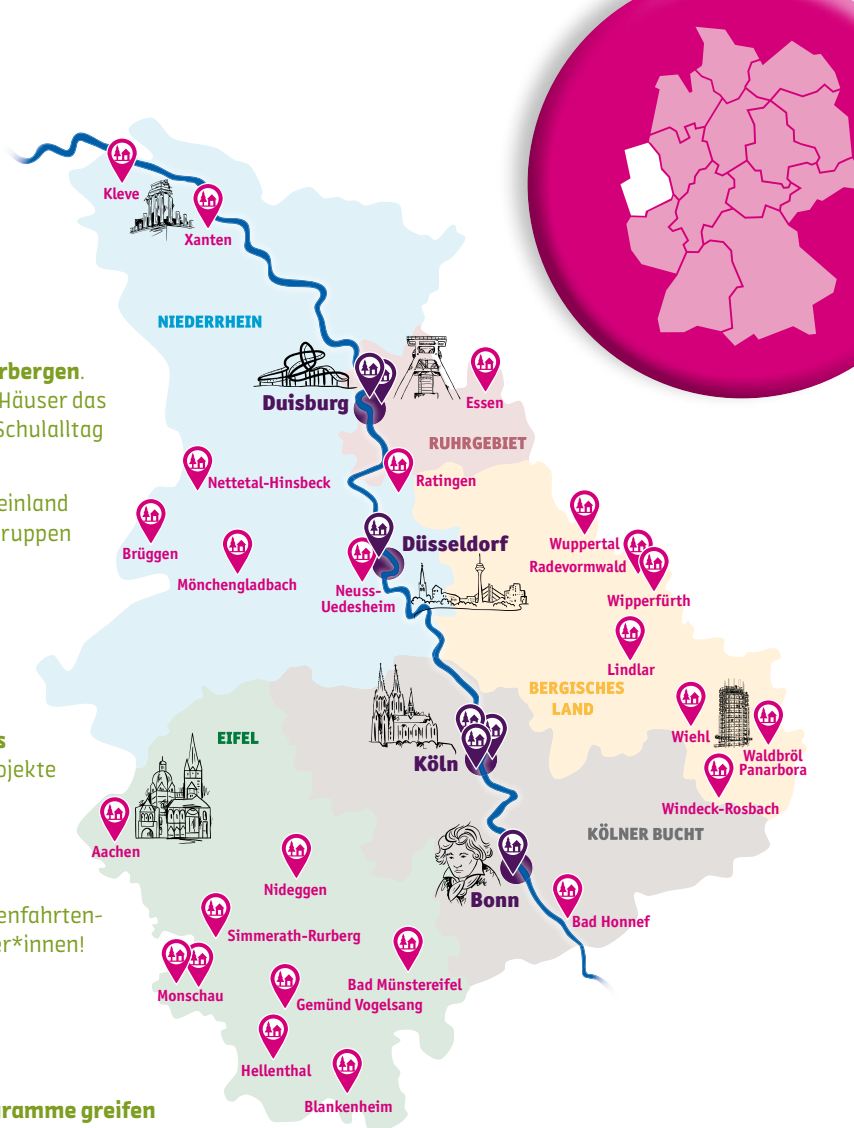 Kleve
Xanten
NIEDERRHEIN
rbergen.
Häuser das
Schulalltag
Duisburg
Essen
RUHRGEBIET
Nettetal-Hinsbeck
Ratingen
einland
ruppen
Brüggen
Mönchengladbach
Düsseldorf
Neuss-
Uedesheim
Wuppertal
Radevormwald
Wipperfürth
Lindlar
BERGISCHES
LAND
s
ojekte
EIFEL
Köln
Wiehl
Waldbröl
Panarbora
Windeck-Rosbach
KÖLNER BUCHT
Aachen
Nideggen
Bonn
Bad Honnef
enfahrten-
er*innen!
Simmerath-Rurberg
Monschau
Bad Münstereifel
Gemünd Vogelsang
Hellenthal
Blankenheim
ramme greifen